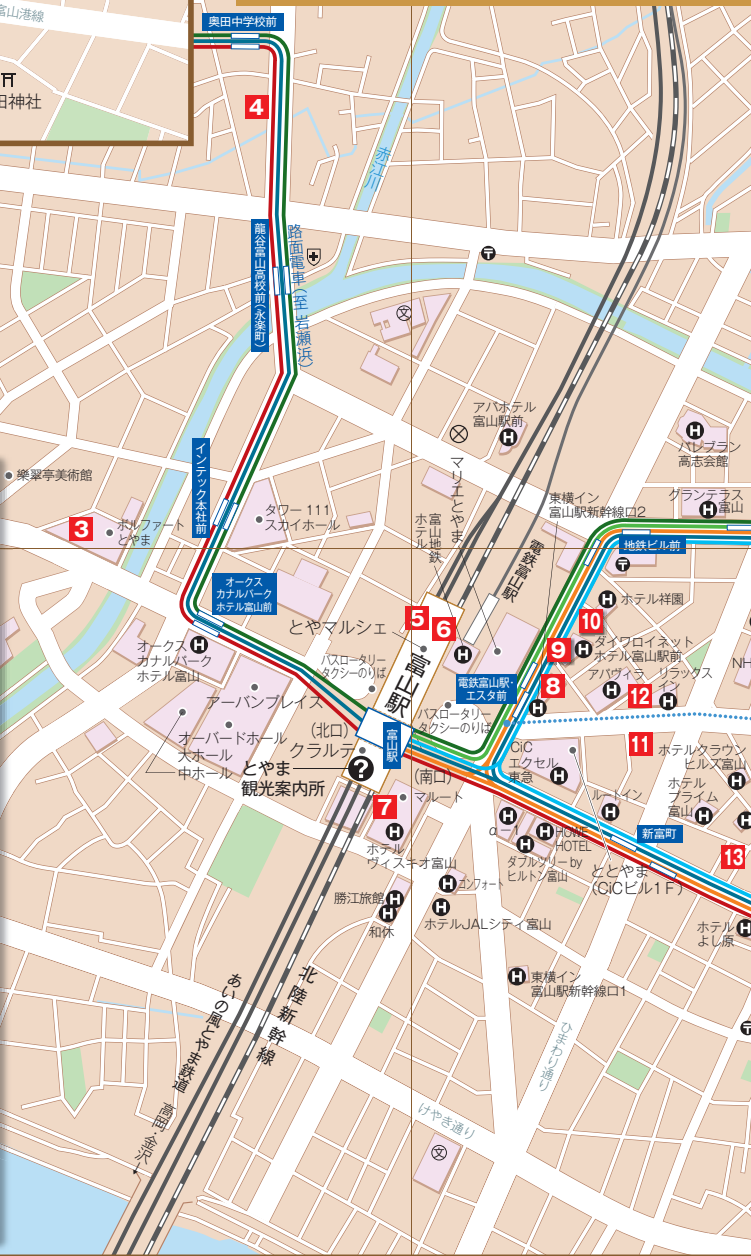 富山港線
奥田中学校前
田神社
4
赤江川
龍谷富山高校前(永楽町)
路面電車(至 岩瀬浜)
〒
文
アパホテル
富山駅前
H
H
パレブラン
高志会館
インテック本社前
樂翠亭美術館
マリエとやま
グランテラス
富山
H
東横イン
富山駅新幹線口2
3
ボルファート
とやま
タワー 111
スカイホール
富山地鉄
ホテル
電鉄富山駅
地鉄ビル前
〒
オークス
カナルパーク
ホテル富山前
H
ホテル祥園
とやマルシェ
5
6
10
オークス
カナルパーク
ホテル富山
H
バスロータリー
タクシーのりば
富山駅
H
9
H
ダイワロイネット
ホテル富山駅前
NH
電鉄富山駅・
エスタ前
8
アパヴィラ
H
リラックス
イン
H
12
アーバンプレイス
バスロータリー
タクシーのりば
H
オーバードホール
大ホール
中ホール
(北口)
クラルテ
富山駅
CiC
エクセル
東急
H
11
ホテルクラウン
ヒルズ富山
H
とやま
観光案内所
?
(南口)
ホテル
プライム
富山
H
H
7
マルート
ルートイン
H
H
α－1
H
HOWE
HOTEL
新富町
H
ホテル
ヴィスキオ富山
H
ダブルツリー by
ヒルトン富山
ととやま
(CiCビル1F)
13
勝江旅館
H
H
コンフォート
H
和休
H
ホテルJALシティ富山
ホテル
よし原
H
H
東横イン
富山駅新幹線口1
北陸新幹線
あいの風とやま鉄道
〒
ひまわり通り
けやき通り
高岡・金沢
文